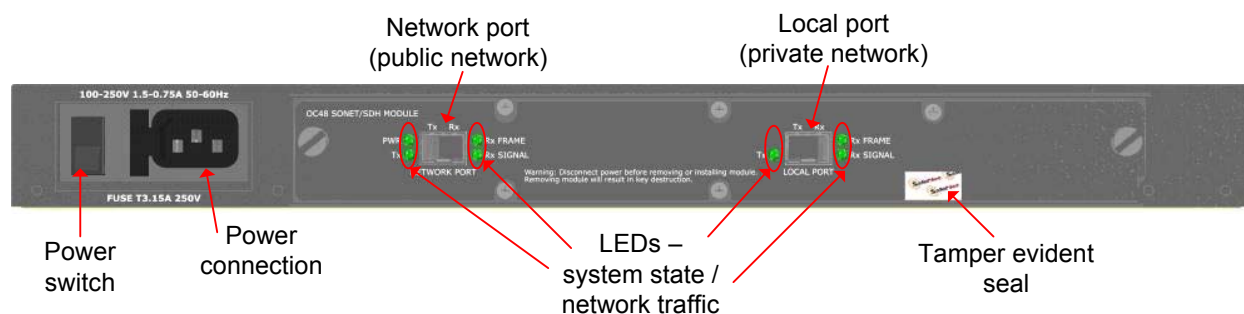 Network port
(public network)
Local port
(private network)
100-250V 1.5-0.75A 50-60Hz
OC48 SONET/SDH MODULE
Tx Rx
Tx Rx
PWR
Rx FRAME
Rx FRAME
Tx
Rx SIGNAL
Tx
Rx SIGNAL
NETWORK PORT
Warning: Disconnect power before removing or installing module.
Removing module will result in key destruction.
LOCAL PORT
FUSE T3.15A 250V
Power
switch
Power
connection
LEDs –
system state /
network traffic
Tamper evident
seal